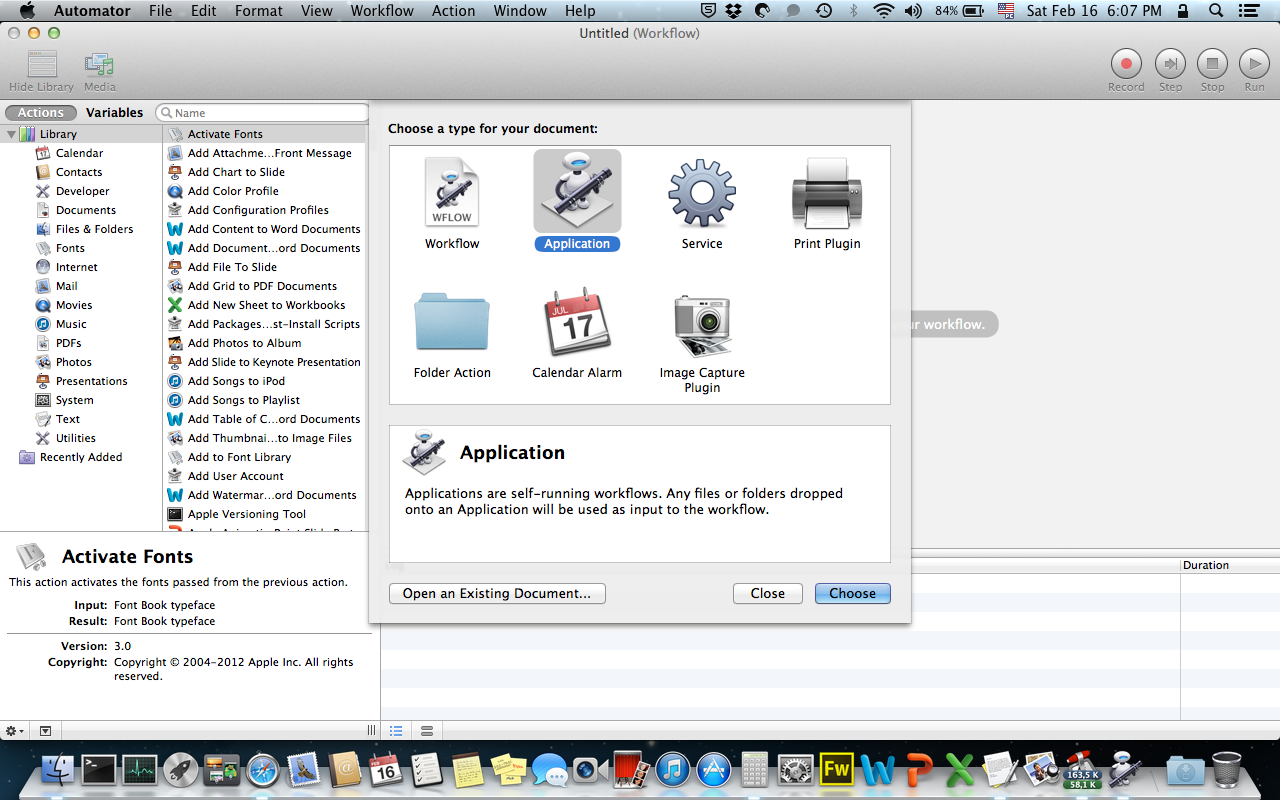 Automator File Edit Format View Workflow Action Window Help 84% Sat Feb 16 6:07 PM
Untitled (Workflow)
Hide Library Media Record Step Stop Run
Actions Variables Name
Library
Calendar
Contacts
Developer
Documents
Files & Folders
Fonts
Internet
Mail
Movies
Music
PDFs
Photos
Presentations
System
Text
Utilities
Recently Added
Activate Fonts
Add Attachme...Front Message
Add Chart to Slide
Add Color Profile
Add Configuration Profiles
Add Content to Word Documents
Add Document...ord Documents
Add File To Slide
Add Grid to PDF Documents
Add New Sheet to Workbooks
Add Packages...st-Install Scripts
Add Photos to Album
Add Slide to Keynote Presentation
Add Songs to iPod
Add Songs to Playlist
Add Table of C...ord Documents
Add Thumbnai...to Image Files
Add to Font Library
Add User Account
Add Watermar...ord Documents
Apple Versioning Tool
Choose a type for your document:
WFLOW
Workflow
Application
Service
Print Plugin
Folder Action
JUL
17
Calendar Alarm
Image Capture
Plugin
ur workflow.
Application
Applications are self-running workflows. Any files or folders dropped
onto an Application will be used as input to the workflow.
Open an Existing Document... Close Choose
Duration
Activate Fonts
This action activates the fonts passed from the previous action.
Input: Font Book typeface
Result: Font Book typeface
Version: 3.0
Copyright: Copyright © 2004-2012 Apple Inc. All rights
reserved.
FEB
16
Fw
163,5 K
58,1 K